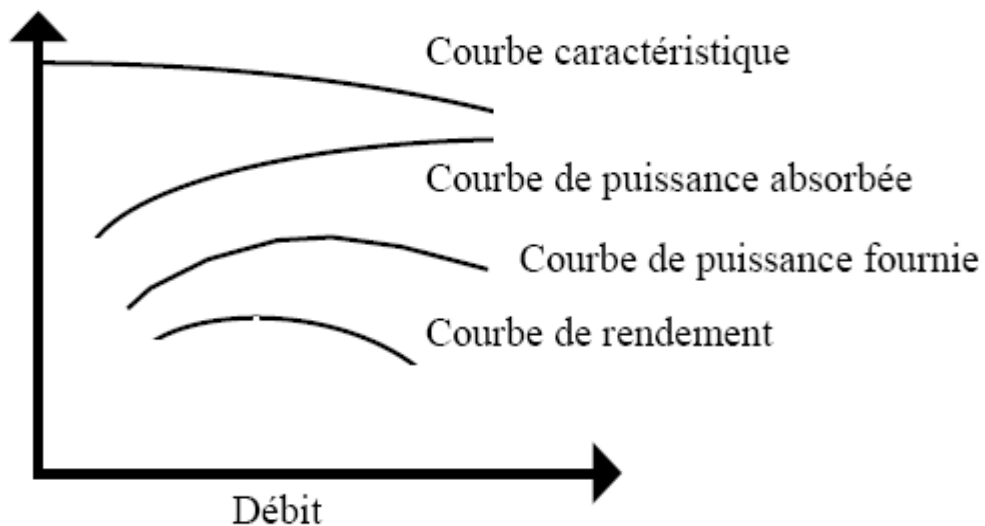 Courbe caractéristique
Courbe de puissance absorbée
Courbe de puissance fournie
Courbe de rendement
Débit